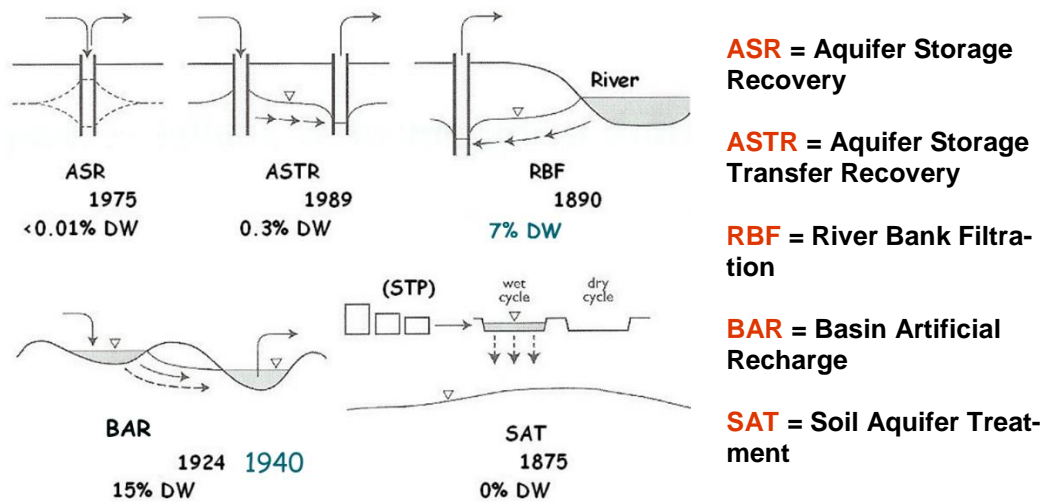 ASR
1975
<0.01% DW
ASTR
1989
0.3% DW
River
RBF
1890
7% DW
BAR
1924 1940
15% DW
(STP)
wet
cycle
dry
cycle
SAT
1875
0% DW
ASR = Aquifer Storage
Recovery
ASTR = Aquifer Storage
Transfer Recovery
RBF = River Bank Filtra-
tion
BAR = Basin Artificial
Recharge
SAT = Soil Aquifer Treat-
ment